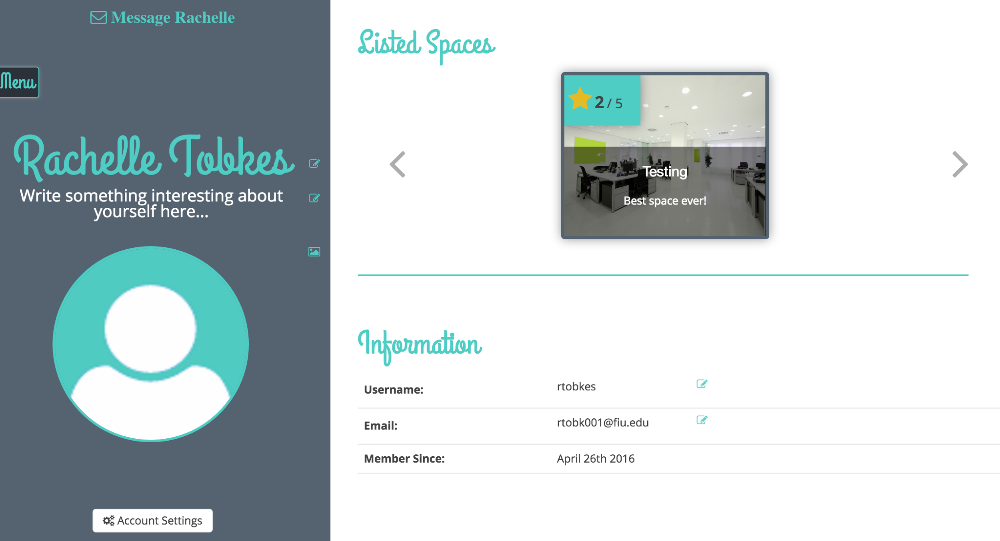 Message Rachelle
Menu
Rachelle Tobkes
Write something interesting about
yourself here...
Account Settings
Listed Spaces
2 / 5
Testing
Best space ever!
Information
Username: rtobkes
Email: rtobk001@fiu.edu
Member Since: April 26th 2016